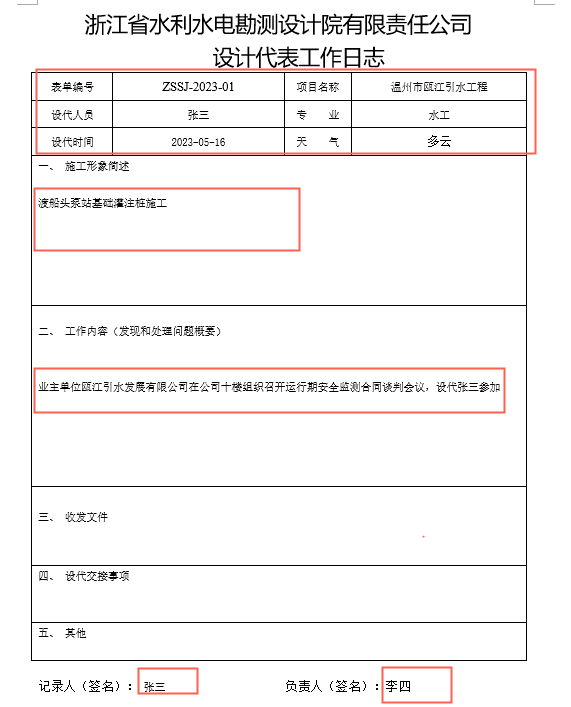 浙江省水利水电勘测设计院有限责任公司
设计代表工作日志
表单编号 ZSSJ-2023-01 项目名称 温州市瓯江引水工程
设代人员 张三 专 业 水工
设代时间 2023-05-16 天 气 多云
一、 施工形象简述
渡船头泵站基础灌注桩施工
二、 工作内容（发现和处理问题概要）
业主单位瓯江引水发展有限公司在公司十楼组织召开运行期安全监测合同谈判会议，设代张三参加
三、 收发文件
四、 设代交接事项
五、 其他
记录人（签名）：张三 负责人（签名）：李四